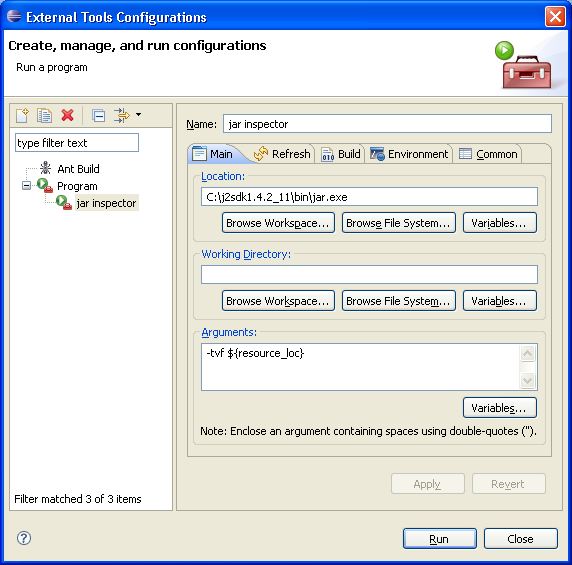 External Tools Configurations
Create, manage, and run configurations
Run a program
type filter text
Ant Build
Program
jar inspector
Filter matched 3 of 3 items
Name: jar inspector
Main Refresh Build Environment Common
Location:
C:\j2sdk1.4.2_11\bin\jar.exe
Browse Workspace... Browse File System... Variables...
Working Directory:
Browse Workspace... Browse File System... Variables...
Arguments:
-tvf ${resource_loc}
Variables...
Note: Enclose an argument containing spaces using double-quotes (").
Apply Revert
Run Close